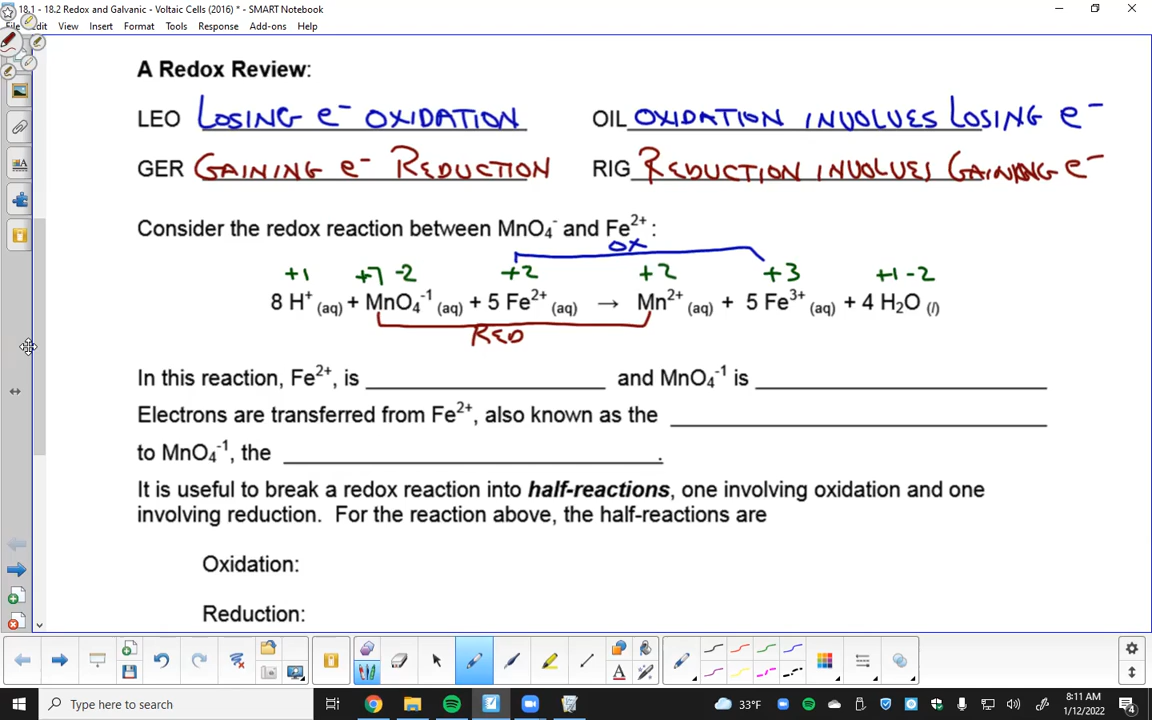 18.1 - 18.2 Redox and Galvanic - Voltaic Cells (2016) * - SMART Notebook
File Edit View Insert Format Tools Response Add-ons Help
A Redox Review:
LEO LOSING e⁻ OXIDATION OIL OXIDATION INVOLVES LOSING e⁻
GER GAINING e⁻ REDUCTION RIG REDUCTION INVOLVES GAINING e⁻
Consider the redox reaction between MnO₄⁻ and Fe²⁺ :
OX
+1 +7 -2 +2 +2 +3 +1 -2
8 H⁺ (aq) + MnO₄⁻¹ (aq) + 5 Fe²⁺ (aq) → Mn²⁺ (aq) + 5 Fe³⁺ (aq) + 4 H₂O (l)
RED
In this reaction, Fe²⁺, is ____ and MnO₄⁻¹ is ____
Electrons are transferred from Fe²⁺, also known as the ____
to MnO₄⁻¹, the ____.
It is useful to break a redox reaction into half-reactions, one involving oxidation and one
involving reduction. For the reaction above, the half-reactions are
Oxidation:
Reduction:
Type here to search
33°F
8:11 AM
1/12/2022
4